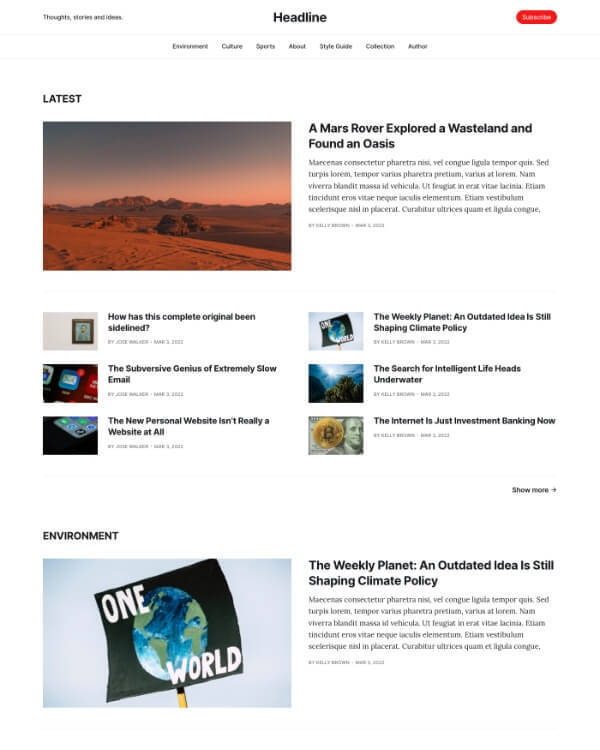 Thoughts, stories and ideas.
Headline
Subscribe
Environment Culture Sports About Style Guide Collection Author
LATEST
A Mars Rover Explored a Wasteland and
Found an Oasis
Maecenas consectetur pharetra nisi, vel congue ligula tempor quis. Sed
turpis lorem, tempor varius pharetra pretium, varius at lorem. Nam
viverra blandit massa id vehicula. Ut feugiat in erat vitae lacinia. Etiam
tincidunt eros vitae neque iaculis elementum. Etiam vestibulum
scelerisque nisl in placerat. Curabitur ultrices quam et ligula congue,
BY KELLY BROWN - MAR 3, 2022
How has this complete original been
sidelined?
BY JOSE WALKER - MAR 3, 2022
ONE
WORLD
The Weekly Planet: An Outdated Idea Is Still
Shaping Climate Policy
BY KELLY BROWN - MAR 2, 2022
The Subversive Genius of Extremely Slow
Email
BY JOSE WALKER - MAR 3, 2022
The Search for Intelligent Life Heads
Underwater
BY KELLY BROWN - MAR 2, 2022
The New Personal Website Isn't Really a
Website at All
BY JOSE WALKER - MAR 3, 2022
The Internet Is Just Investment Banking Now
BY KELLY BROWN - MAR 2, 2022
Show more →
ENVIRONMENT
ONE
WORLD
The Weekly Planet: An Outdated Idea Is Still
Shaping Climate Policy
Maecenas consectetur pharetra nisi, vel congue ligula tempor quis. Sed
turpis lorem, tempor varius pharetra pretium, varius at lorem. Nam
viverra blandit massa id vehicula. Ut feugiat in erat vitae lacinia. Etiam
tincidunt eros vitae neque iaculis elementum. Etiam vestibulum
scelerisque nisl in placerat. Curabitur ultrices quam et ligula congue,
BY KELLY BROWN - MAR 2, 2022